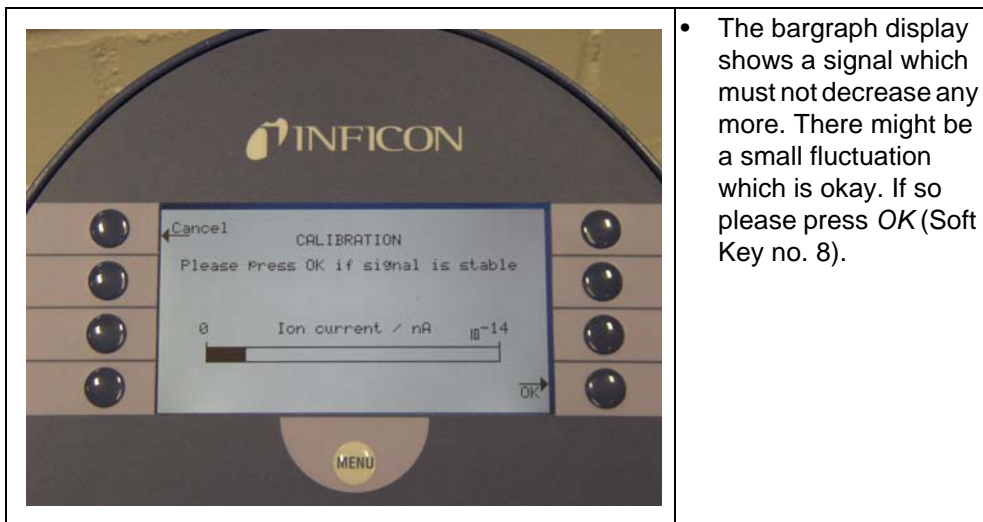 INFICON
Cancel
CALIBRATION
Please press OK if signal is stable
0 Ion current / nA 10-14
OK
MENU
• The bargraph display
shows a signal which
must not decrease any
more. There might be
a small fluctuation
which is okay. If so
please press OK (Soft
Key no. 8).